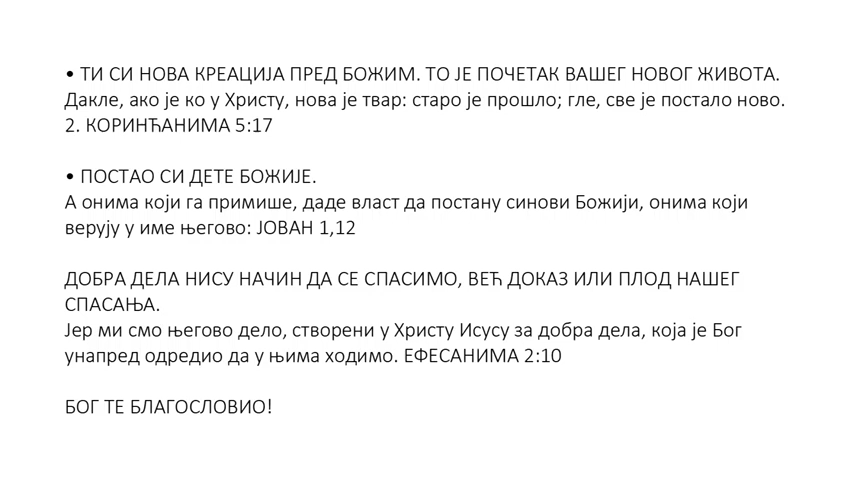 • ТИ СИ НОВА КРЕАЦИЈА ПРЕД БОЖИМ. ТО ЈЕ ПОЧЕТАК ВАШЕГ НОВОГ ЖИВОТА.
Дакле, ако је ко у Христу, нова је твар: старо је прошло; гле, све је постало ново.
2. КОРИНЋАНИМА 5:17
• ПОСТАО СИ ДЕТЕ БОЖИЈЕ.
А онима који га примише, даде власт да постану синови Божији, онима који
верују у име његово: ЈОВАН 1,12
ДОБРА ДЕЛА НИСУ НАЧИН ДА СЕ СПАСИМО, ВЕЋ ДОКАЗ ИЛИ ПЛОД НАШЕГ
СПАСАЊА.
Јер ми смо његово дело, створени у Христу Исусу за добра дела, која је Бог
унапред одредио да у њима ходимо. ЕФЕСАНИМА 2:10
БОГ ТЕ БЛАГОСЛОВИО!